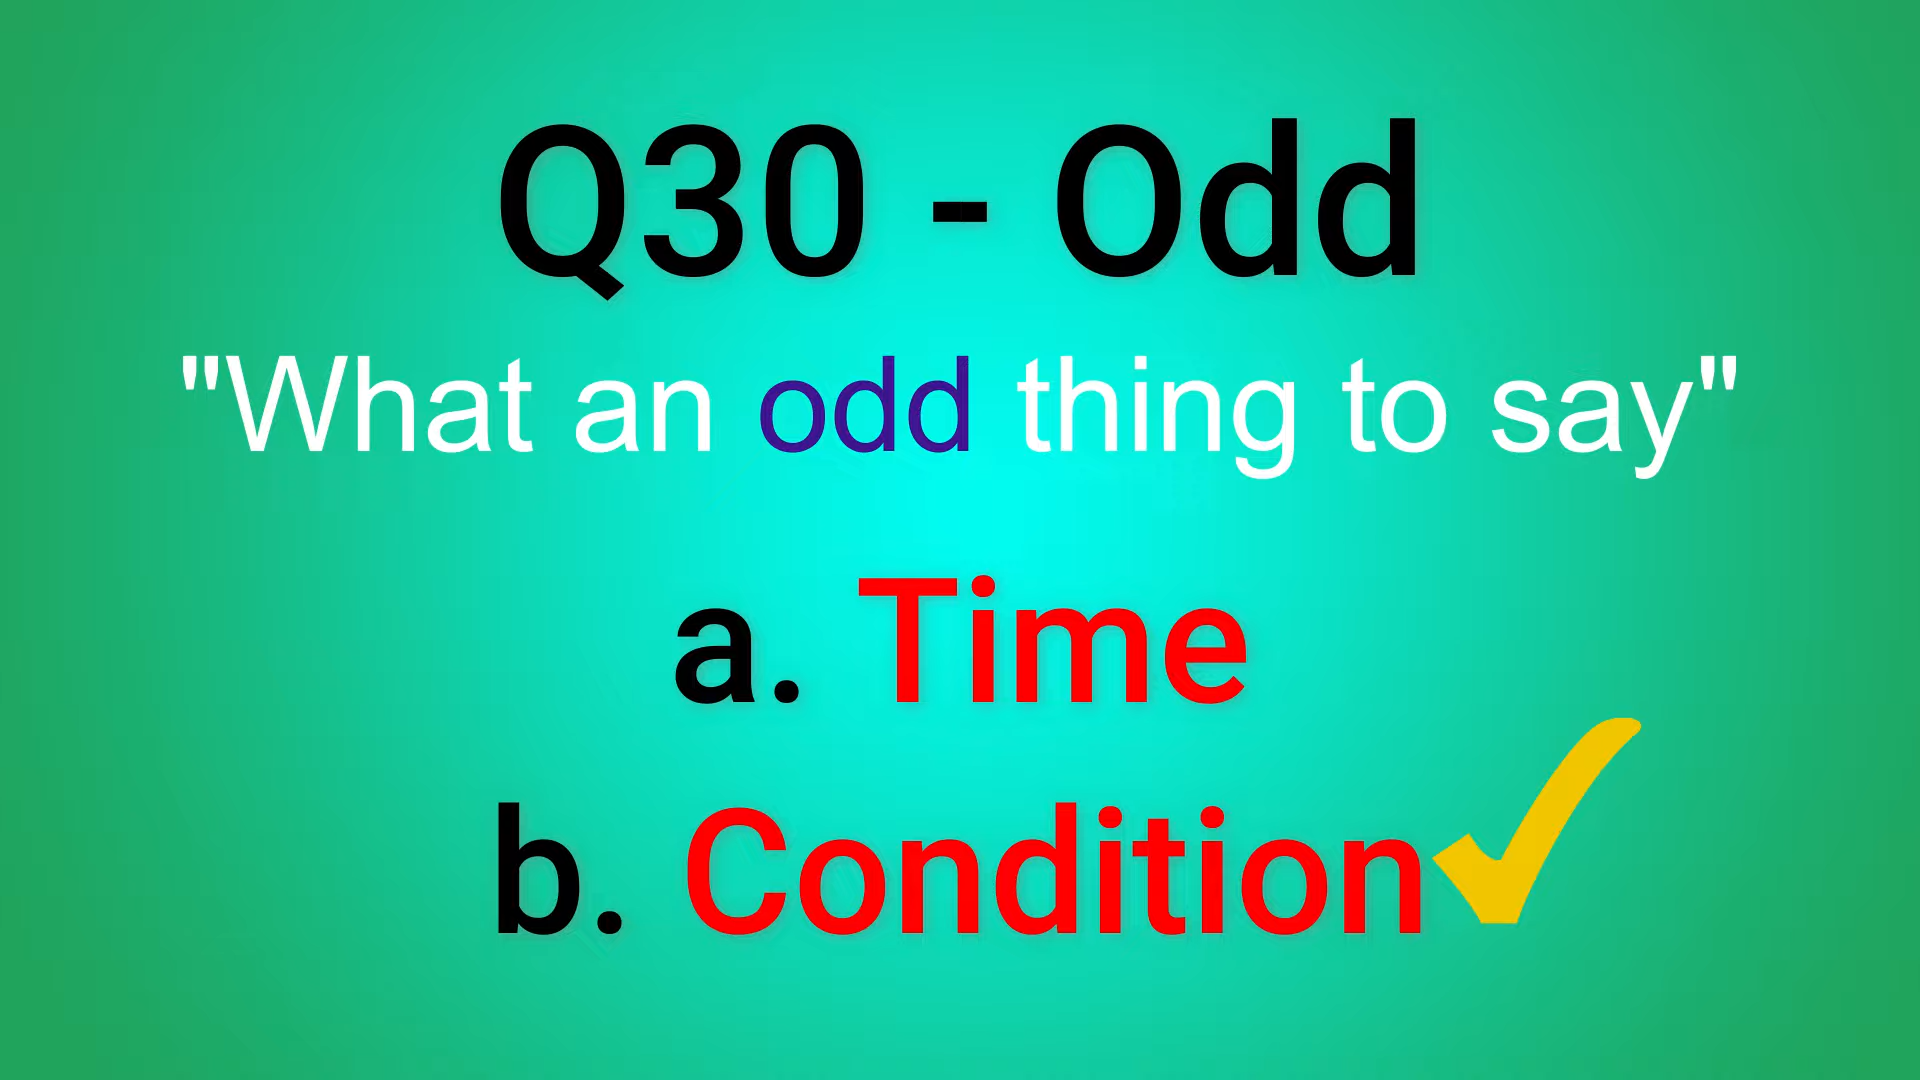 Q30 - Odd
"What an odd thing to say"
a. Time
b. Condition